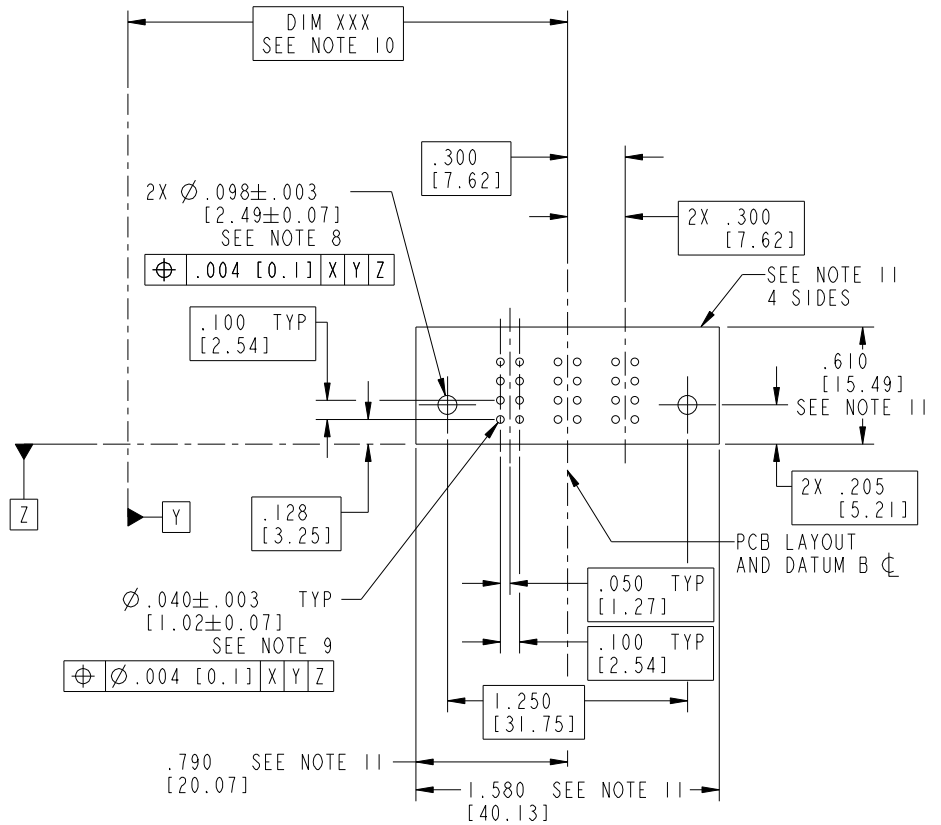 DIM XXX
SEE NOTE 10
.300
[7.62]
2X Ø .098±.003
[2.49±0.07]
SEE NOTE 8
⌖ .004 [0.1] X Y Z
2X .300
[7.62]
SEE NOTE 11
4 SIDES
.100 TYP
[2.54]
.610
[15.49]
SEE NOTE 11
Z
Y
.128
[3.25]
2X .205
[5.21]
PCB LAYOUT
AND DATUM B ℄
Ø .040±.003 TYP
[1.02±0.07]
SEE NOTE 9
⌖ Ø .004 [0.1] X Y Z
.050 TYP
[1.27]
.100 TYP
[2.54]
1.250
[31.75]
.790 SEE NOTE 11
[20.07]
1.580 SEE NOTE 11
[40.13]